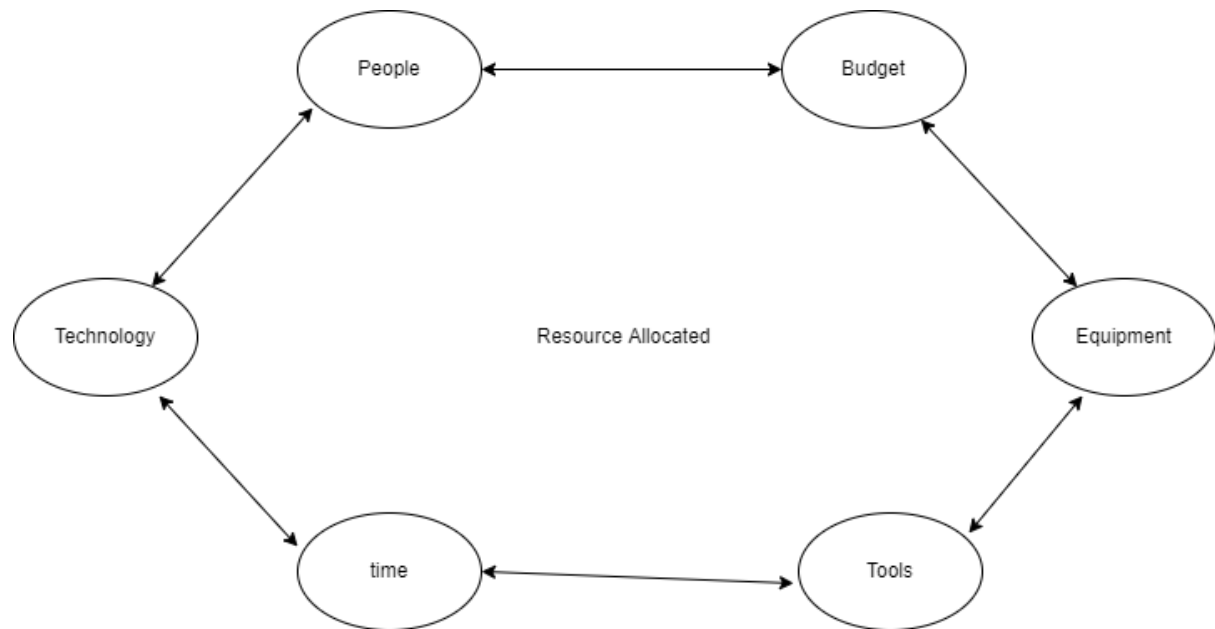 People
Budget
Technology
Resource Allocated
Equipment
time
Tools